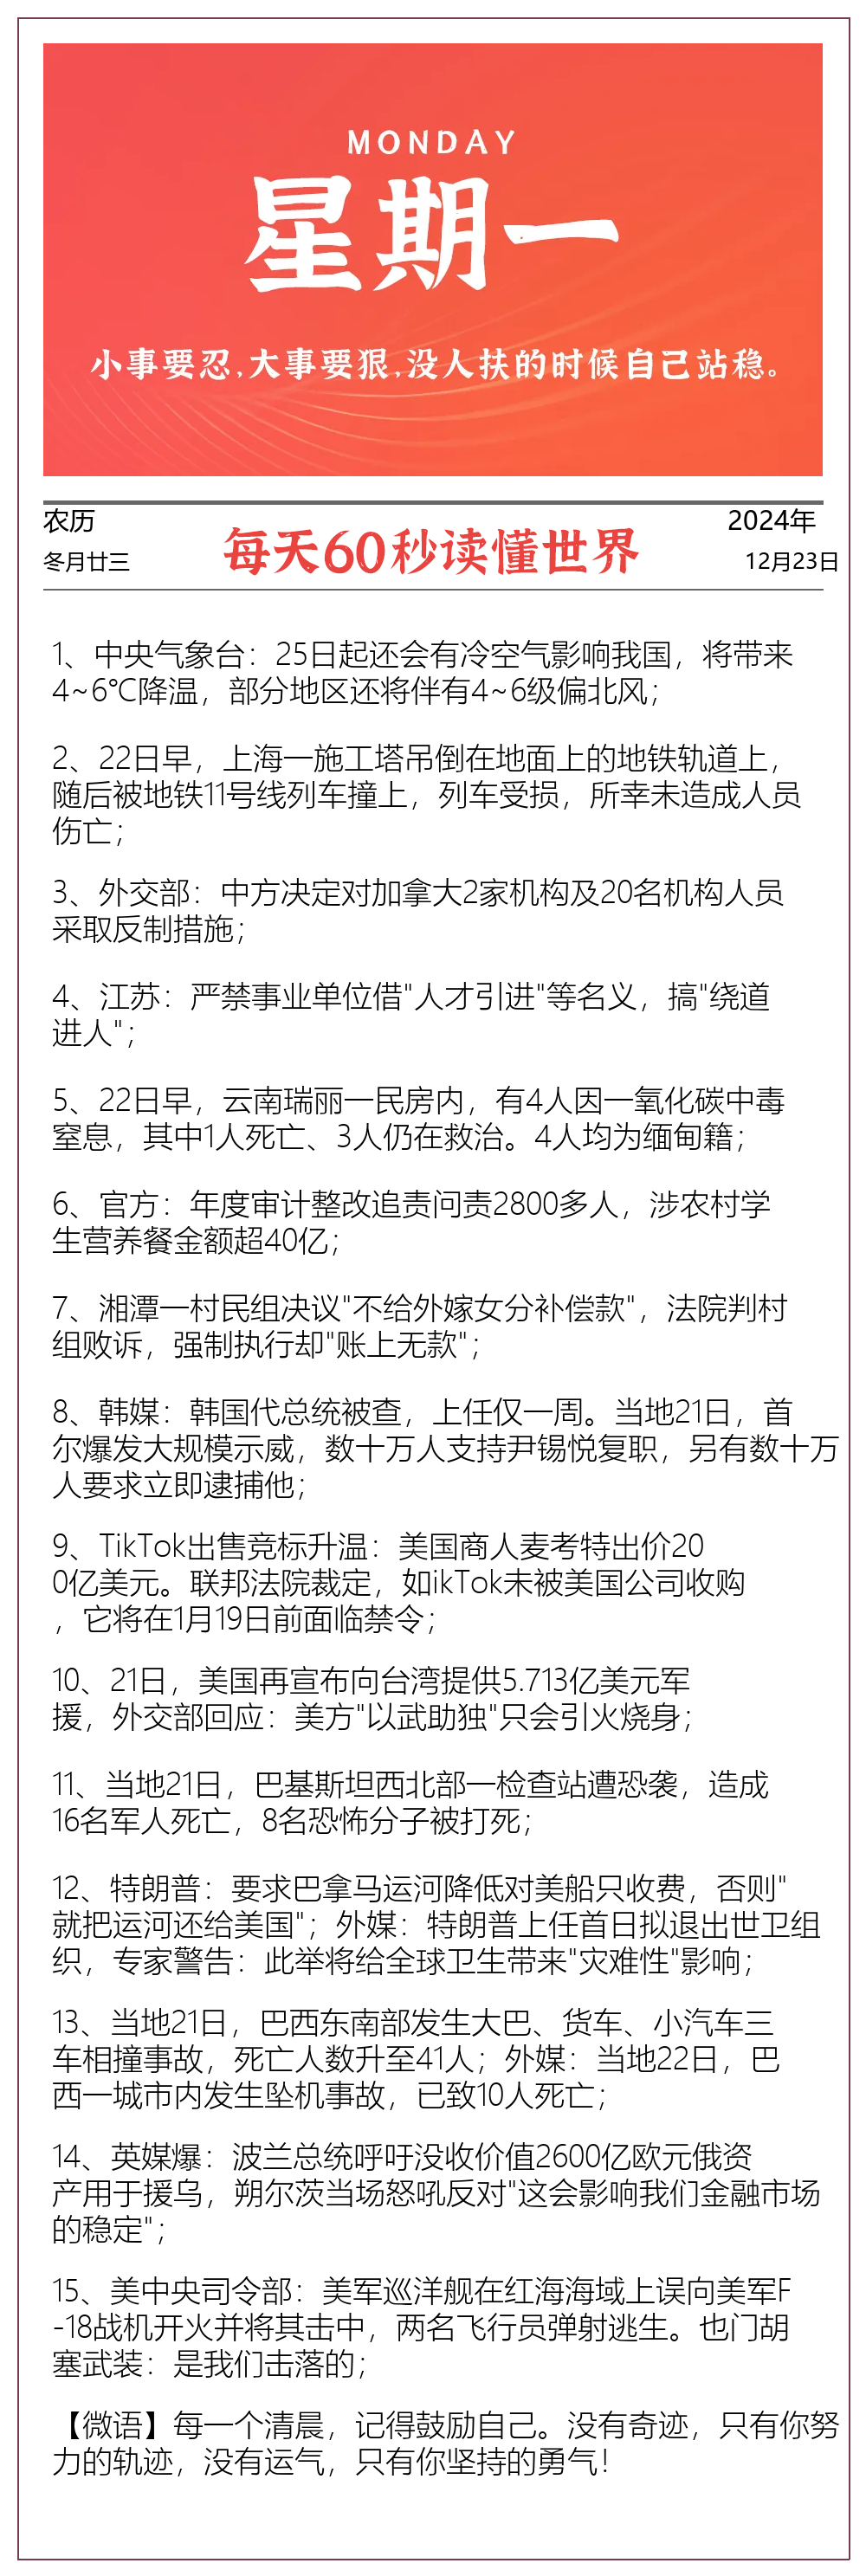 MONDAY
星期一
小事要忍,大事要狠,没人扶的时候自己站稳。
农历
2024年
每天60秒读懂世界
冬月廿三
12月23日
1、中央气象台：25日起还会有冷空气影响我国，将带来
4~6℃降温，部分地区还将伴有4~6级偏北风；
2、22日早，上海一施工塔吊倒在地面上的地铁轨道上，
随后被地铁11号线列车撞上，列车受损，所幸未造成人员
伤亡；
3、外交部：中方决定对加拿大2家机构及20名机构人员
采取反制措施；
4、江苏：严禁事业单位借"人才引进"等名义，搞"绕道
进人"；
5、22日早，云南瑞丽一民房内，有4人因一氧化碳中毒
窒息，其中1人死亡、3人仍在救治。4人均为缅甸籍；
6、官方：年度审计整改追责问责2800多人，涉农村学
生营养餐金额超40亿；
7、湘潭一村民组决议"不给外嫁女分补偿款"，法院判村
组败诉，强制执行却"账上无款"；
8、韩媒：韩国代总统被查，上任仅一周。当地21日，首
尔爆发大规模示威，数十万人支持尹锡悦复职，另有数十万
人要求立即逮捕他；
9、TikTok出售竞标升温：美国商人麦考特出价20
0亿美元。联邦法院裁定，如ikTok未被美国公司收购
，它将在1月19日前面临禁令；
10、21日，美国再宣布向台湾提供5.713亿美元军
援，外交部回应：美方"以武助独"只会引火烧身；
11、当地21日，巴基斯坦西北部一检查站遭恐袭，造成
16名军人死亡，8名恐怖分子被打死；
12、特朗普：要求巴拿马运河降低对美船只收费，否则"
就把运河还给美国"；外媒：特朗普上任首日拟退出世卫组
织，专家警告：此举将给全球卫生带来"灾难性"影响；
13、当地21日，巴西东南部发生大巴、货车、小汽车三
车相撞事故，死亡人数升至41人；外媒：当地22日，巴
西一城市内发生坠机事故，已致10人死亡；
14、英媒爆：波兰总统呼吁没收价值2600亿欧元俄资
产用于援乌，朔尔茨当场怒吼反对"这会影响我们金融市场
的稳定"；
15、美中央司令部：美军巡洋舰在红海海域上误向美军F
-18战机开火并将其击中，两名飞行员弹射逃生。也门胡
塞武装：是我们击落的；
【微语】每一个清晨，记得鼓励自己。没有奇迹，只有你努
力的轨迹，没有运气，只有你坚持的勇气！